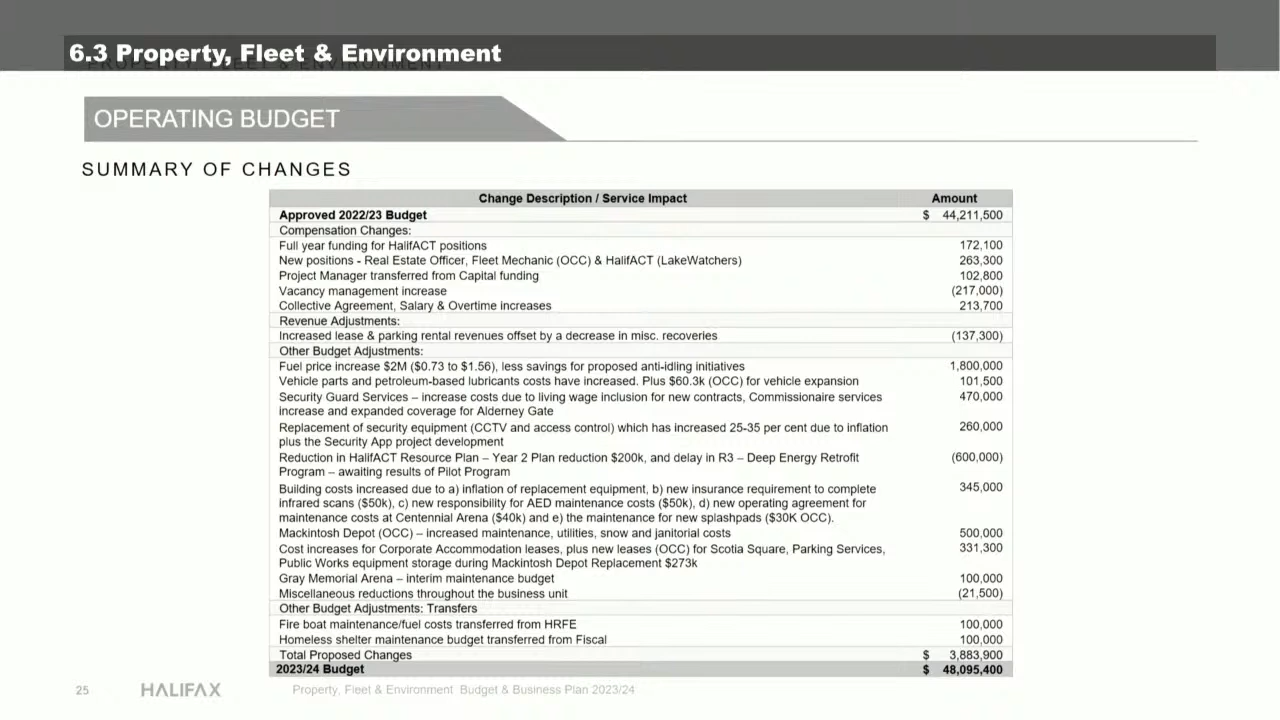 6.3 Property, Fleet & Environment
PROPERTY, FLEET & ENVIRONMENT
OPERATING BUDGET
SUMMARY OF CHANGES
Change Description / Service Impact Amount
Approved 2022/23 Budget $ 44,211,500
Compensation Changes:
Full year funding for HalifACT positions 172,100
New positions - Real Estate Officer, Fleet Mechanic (OCC) & HalifACT (LakeWatchers) 263,300
Project Manager transferred from Capital funding 102,800
Vacancy management increase (217,000)
Collective Agreement, Salary & Overtime increases 213,700
Revenue Adjustments:
Increased lease & parking rental revenues offset by a decrease in misc. recoveries (137,300)
Other Budget Adjustments:
Fuel price increase $2M ($0.73 to $1.56), less savings for proposed anti-idling initiatives 1,800,000
Vehicle parts and petroleum-based lubricants costs have increased. Plus $60.3k (OCC) for vehicle expansion 101,500
Security Guard Services – increase costs due to living wage inclusion for new contracts, Commissionaire services 470,000
increase and expanded coverage for Alderney Gate
Replacement of security equipment (CCTV and access control) which has increased 25-35 per cent due to inflation 260,000
plus the Security App project development
Reduction in HalifACT Resource Plan – Year 2 Plan reduction $200k, and delay in R3 – Deep Energy Retrofit (600,000)
Program – awaiting results of Pilot Program
Building costs increased due to a) inflation of replacement equipment, b) new insurance requirement to complete 345,000
infrared scans ($50k), c) new responsibility for AED maintenance costs ($50k), d) new operating agreement for
maintenance costs at Centennial Arena ($40k) and e) the maintenance for new splashpads ($30K OCC).
Mackintosh Depot (OCC) – increased maintenance, utilities, snow and janitorial costs 500,000
Cost increases for Corporate Accommodation leases, plus new leases (OCC) for Scotia Square, Parking Services, 331,300
Public Works equipment storage during Mackintosh Depot Replacement $273k
Gray Memorial Arena – interim maintenance budget 100,000
Miscellaneous reductions throughout the business unit (21,500)
Other Budget Adjustments: Transfers
Fire boat maintenance/fuel costs transferred from HRFE 100,000
Homeless shelter maintenance budget transferred from Fiscal 100,000
Total Proposed Changes $ 3,883,900
2023/24 Budget $ 48,095,400
25 HALIFAX Property, Fleet & Environment Budget & Business Plan 2023/24